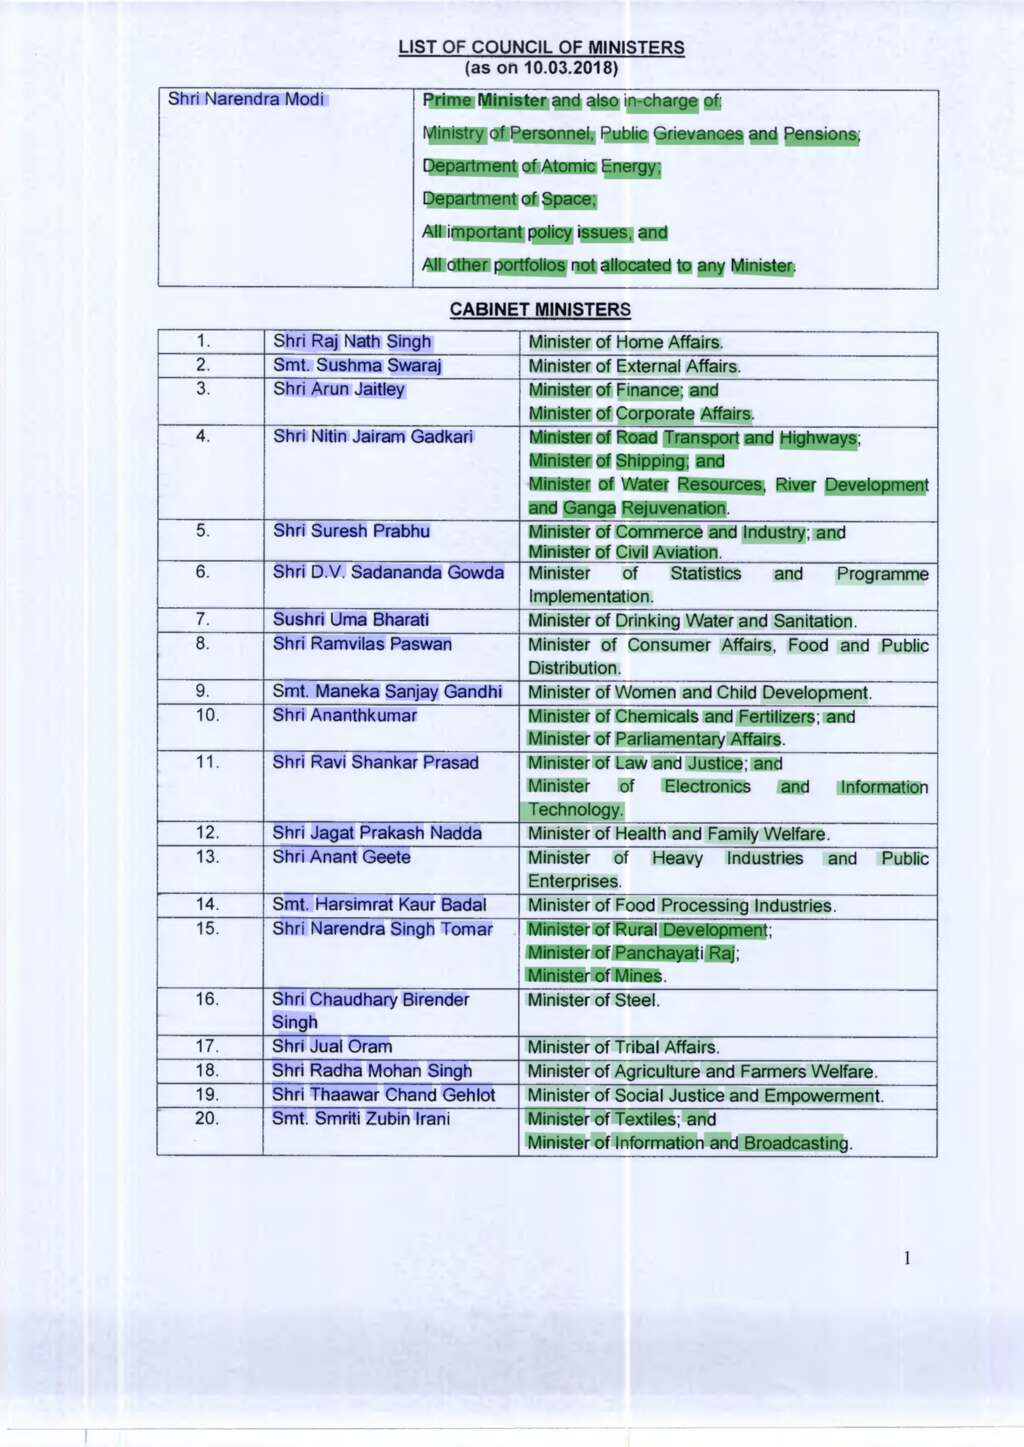 LIST OF COUNCIL OF MINISTERS
(as on 10.03.2018)
Shri Narendra Modi
Prime Minister and also in-charge of:
Ministry of Personnel, Public Grievances and Pensions;
Department of Atomic Energy;
Department of Space;
All important policy issues; and
All other portfolios not allocated to any Minister.
CABINET MINISTERS
1. Shri Raj Nath Singh Minister of Home Affairs.
2. Smt. Sushma Swaraj Minister of External Affairs.
3. Shri Arun Jaitley Minister of Finance; and
Minister of Corporate Affairs.
4. Shri Nitin Jairam Gadkari Minister of Road Transport and Highways;
Minister of Shipping; and
Minister of Water Resources, River Development
and Ganga Rejuvenation.
5. Shri Suresh Prabhu Minister of Commerce and Industry; and
Minister of Civil Aviation.
6. Shri D.V. Sadananda Gowda Minister of Statistics and Programme
Implementation.
7. Sushri Uma Bharati Minister of Drinking Water and Sanitation.
8. Shri Ramvilas Paswan Minister of Consumer Affairs, Food and Public
Distribution.
9. Smt. Maneka Sanjay Gandhi Minister of Women and Child Development.
10. Shri Ananthkumar Minister of Chemicals and Fertilizers; and
Minister of Parliamentary Affairs.
11. Shri Ravi Shankar Prasad Minister of Law and Justice; and
Minister of Electronics and Information
Technology.
12. Shri Jagat Prakash Nadda Minister of Health and Family Welfare.
13. Shri Anant Geete Minister of Heavy Industries and Public
Enterprises.
14. Smt. Harsimrat Kaur Badal Minister of Food Processing Industries.
15. Shri Narendra Singh Tomar Minister of Rural Development;
Minister of Panchayati Raj;
Minister of Mines.
16. Shri Chaudhary Birender Minister of Steel.
Singh
17. Shri Jual Oram Minister of Tribal Affairs.
18. Shri Radha Mohan Singh Minister of Agriculture and Farmers Welfare.
19. Shri Thaawar Chand Gehlot Minister of Social Justice and Empowerment.
20. Smt. Smriti Zubin Irani Minister of Textiles; and
Minister of Information and Broadcasting.
1